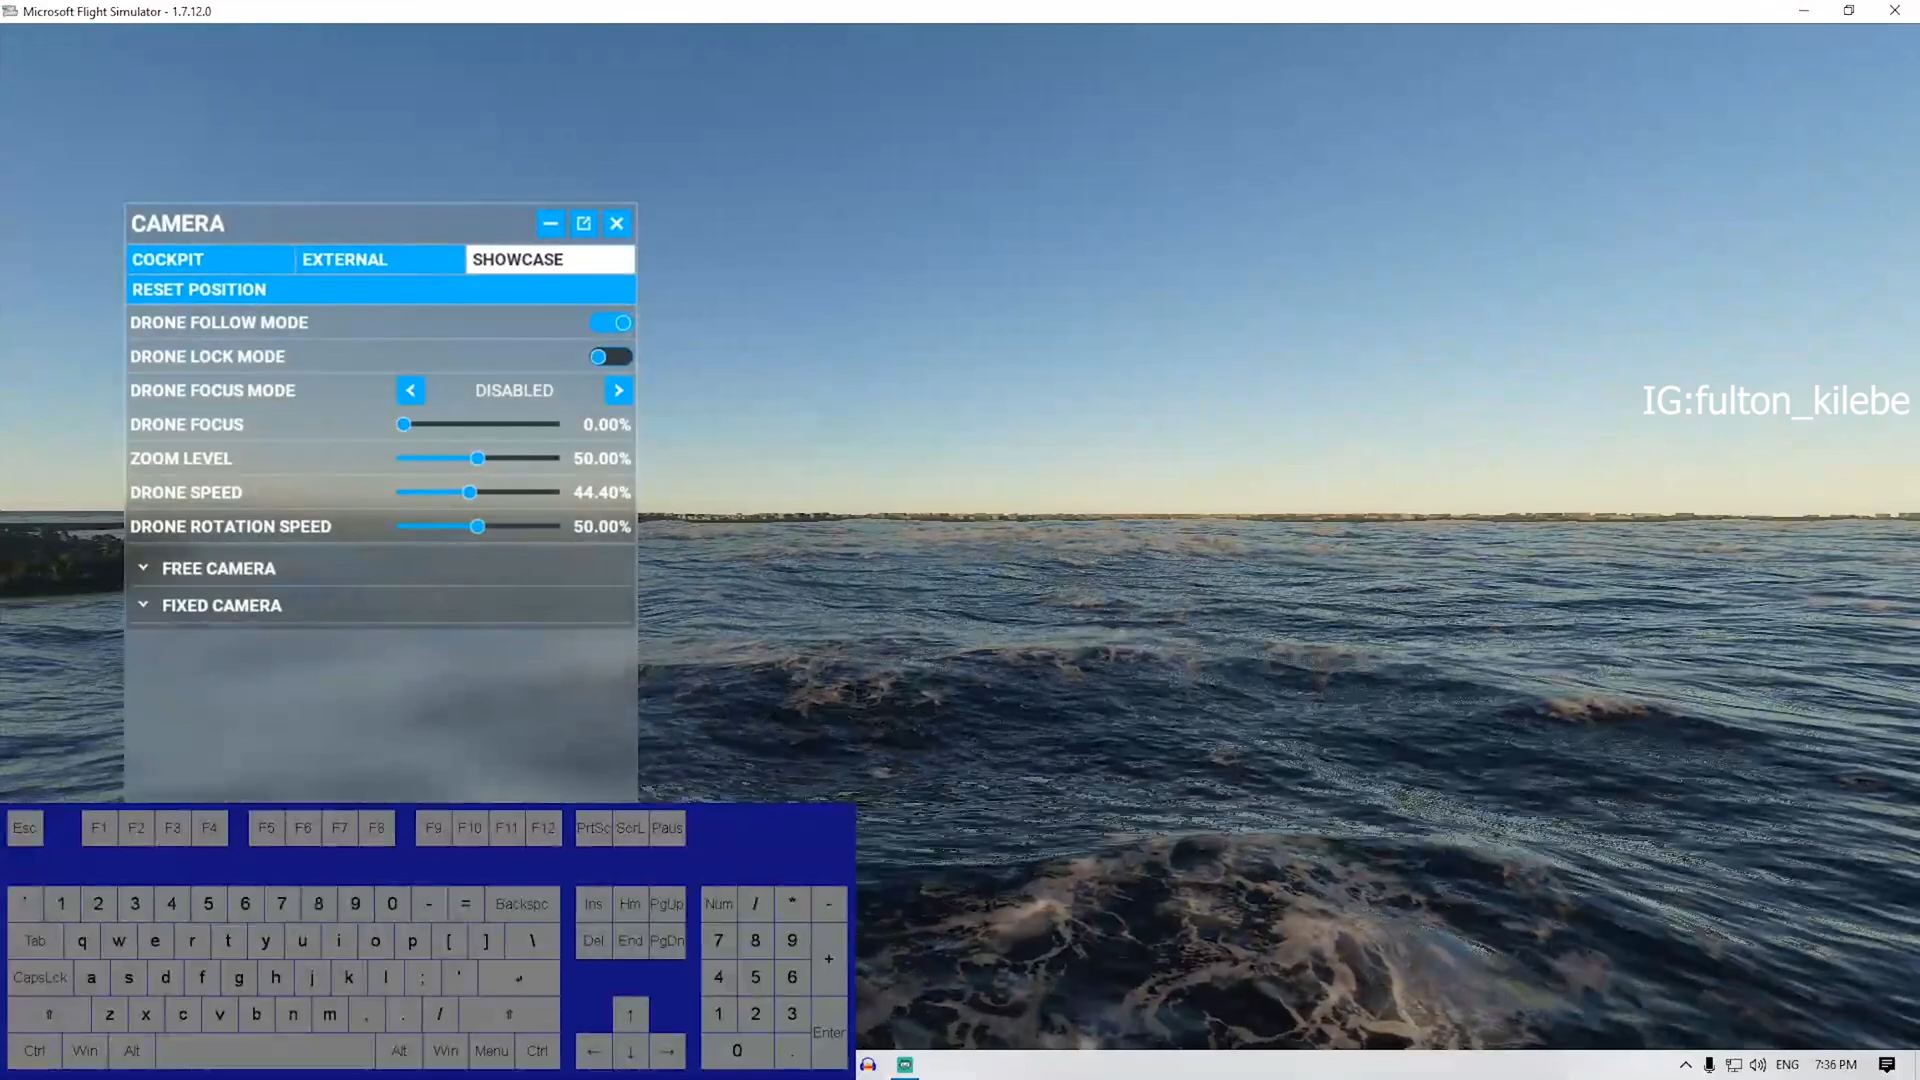 Microsoft Flight Simulator - 1.7.12.0
CAMERA
COCKPIT EXTERNAL SHOWCASE
RESET POSITION
DRONE FOLLOW MODE
DRONE LOCK MODE
DRONE FOCUS MODE < DISABLED >
DRONE FOCUS 0.00%
ZOOM LEVEL 50.00%
DRONE SPEED 44.40%
DRONE ROTATION SPEED 50.00%
FREE CAMERA
FIXED CAMERA
IG:fulton_kilebe
Esc F1 F2 F3 F4 F5 F6 F7 F8 F9 F10 F11 F12 PrtSc ScrL Paus
` 1 2 3 4 5 6 7 8 9 0 - = Backspc Ins Hm PgUp Num / * -
Tab q w e r t y u i o p [ ] \ Del End PgDn 7 8 9 +
CapsLck a s d f g h j k l ; ' ↵ 4 5 6
⇧ z x c v b n m , . / ⇧ ↑ 1 2 3 Enter
Ctrl Win Alt Alt Win Menu Ctrl ← ↓ → 0 .
ENG 7:36 PM